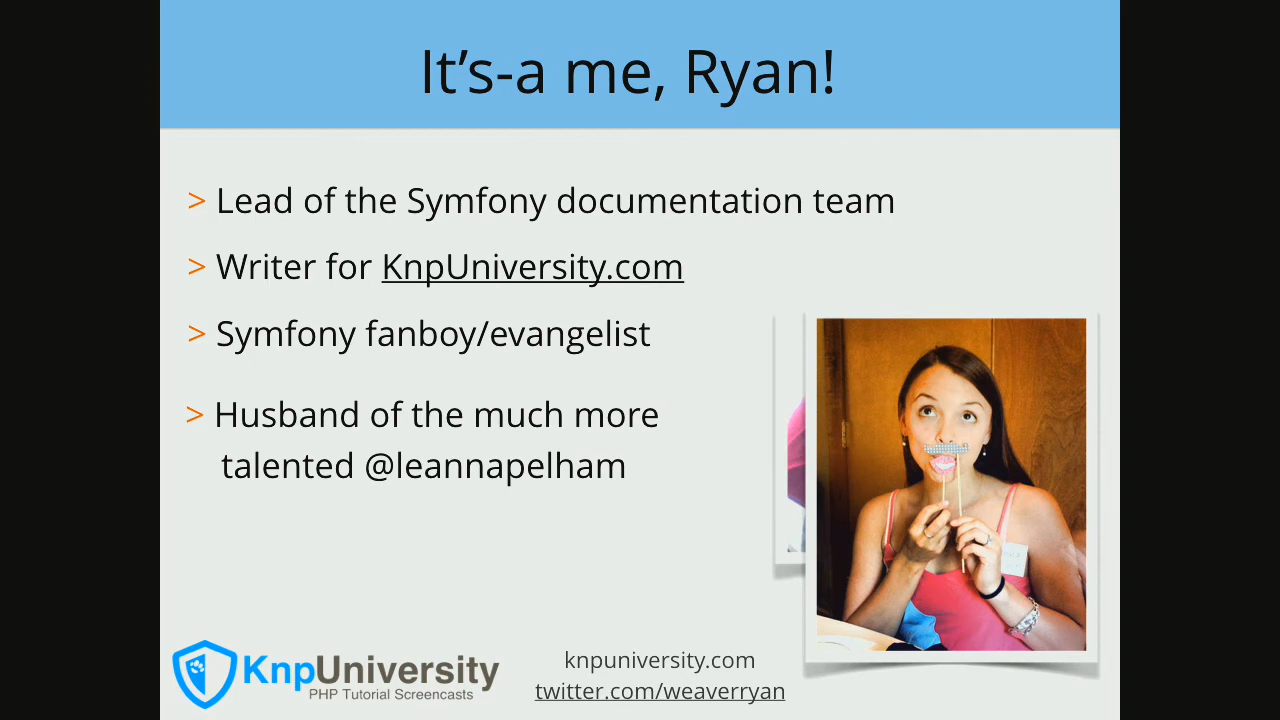 It’s-a me, Ryan!
> Lead of the Symfony documentation team
> Writer for KnpUniversity.com
> Symfony fanboy/evangelist
> Husband of the much more
talented @leannapelham
KnpUniversity
PHP Tutorial Screencasts
knpuniversity.com
twitter.com/weaverryan